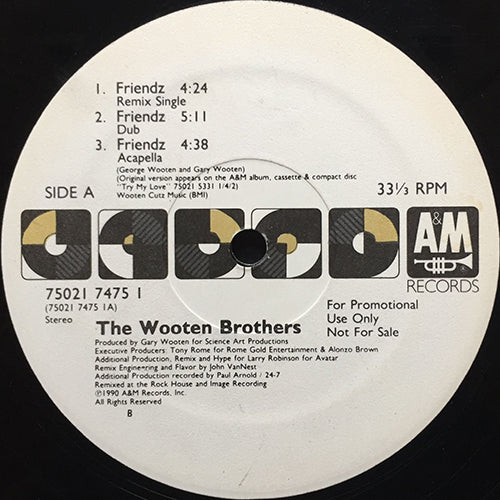 1. Friendz 4:24
Remix Single
2. Friendz 5:11
Dub
3. Friendz 4:38
Acapella
(George Wooten and Gary Wooten)
(Original version appears on the A&M album, cassette & compact disc
"Try My Love" 75021 5331 1/4/2)
Wooten Cutz Music (BMI)
SIDE A
33⅓ RPM
A&M
RECORDS
75021 7475 1
(75021 7475 1A)
Stereo
For Promotional
Use Only
Not For Sale
The Wooten Brothers
Produced by Gary Wooten for Science Art Productions
Executive Producers: Tony Rome for Rome Gold Entertainment & Alonzo Brown
Additional Production, Remix and Hype for Larry Robinson for Avatar
Remix Engineering and Flavor by John VanNest
Additional Production recorded by Paul Arnold / 24-7
Remixed at the Rock House and Image Recording
℗©1990 A&M Records, Inc.
All Rights Reserved
B